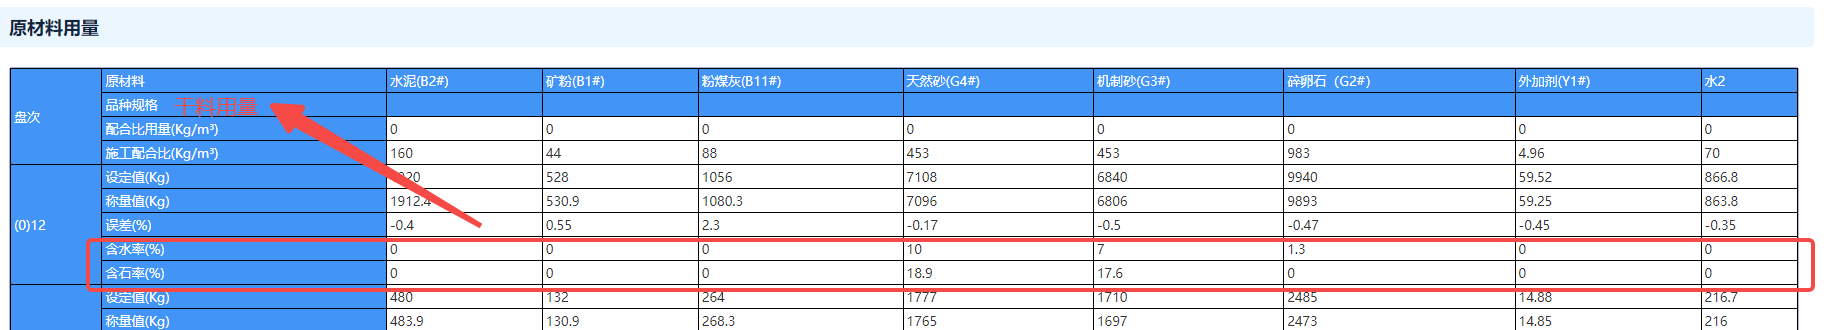 原材料用量
原材料 水泥(B2#) 矿粉(B1#) 粉煤灰(B11#) 天然砂(G4#) 机制砂(G3#) 碎卵石（G2#) 外加剂(Y1#) 水2
盘次
品种规格 干料用量
配合比用量(Kg/m³) 0 0 0 0 0 0 0 0
施工配合比(Kg/m³) 160 44 88 453 453 983 4.96 70
设定值(Kg) 528 1056 7108 6840 9940 59.52 866.8
称量值(Kg) 1912.4 530.9 1080.3 7096 6806 9893 59.25 863.8
(0)12 误差(%) -0.4 0.55 2.3 -0.17 -0.5 -0.47 -0.45 -0.35
含水率(%) 0 0 0 10 7 1.3 0 0
含石率(%) 0 0 0 18.9 17.6 0 0 0
设定值(Kg) 480 132 264 1777 1710 2485 14.88 216.7
称量值(Kg) 483.9 130.9 268.3 1765 1697 2473 14.85 216